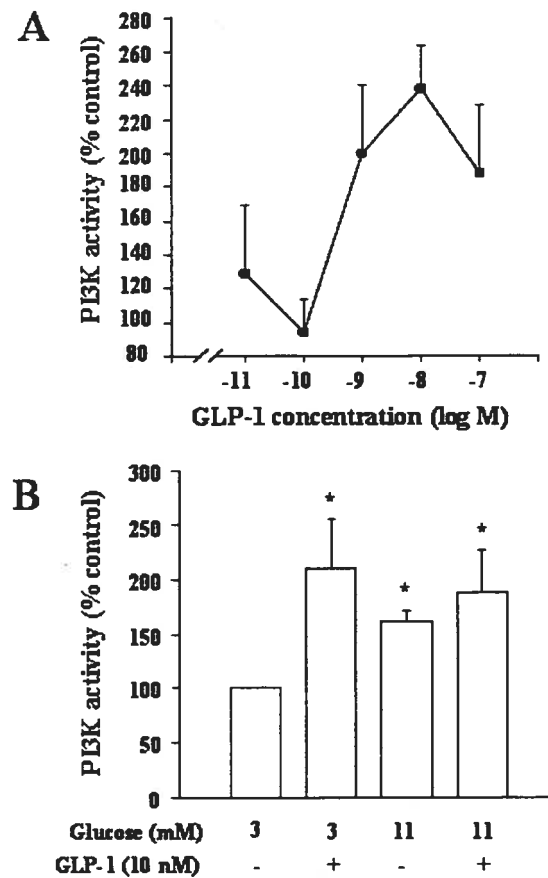 A
PI3K activity (% control)
280
260
240
220
200
180
160
140
120
100
80
-11 -10 -9 -8 -7
GLP-1 concentration (log M)
B
PI3K activity (% control)
300
250
200
150
100
50
0
* * *
Glucose (mM) 3 3 11 11
GLP-1 (10 nM) - + - +